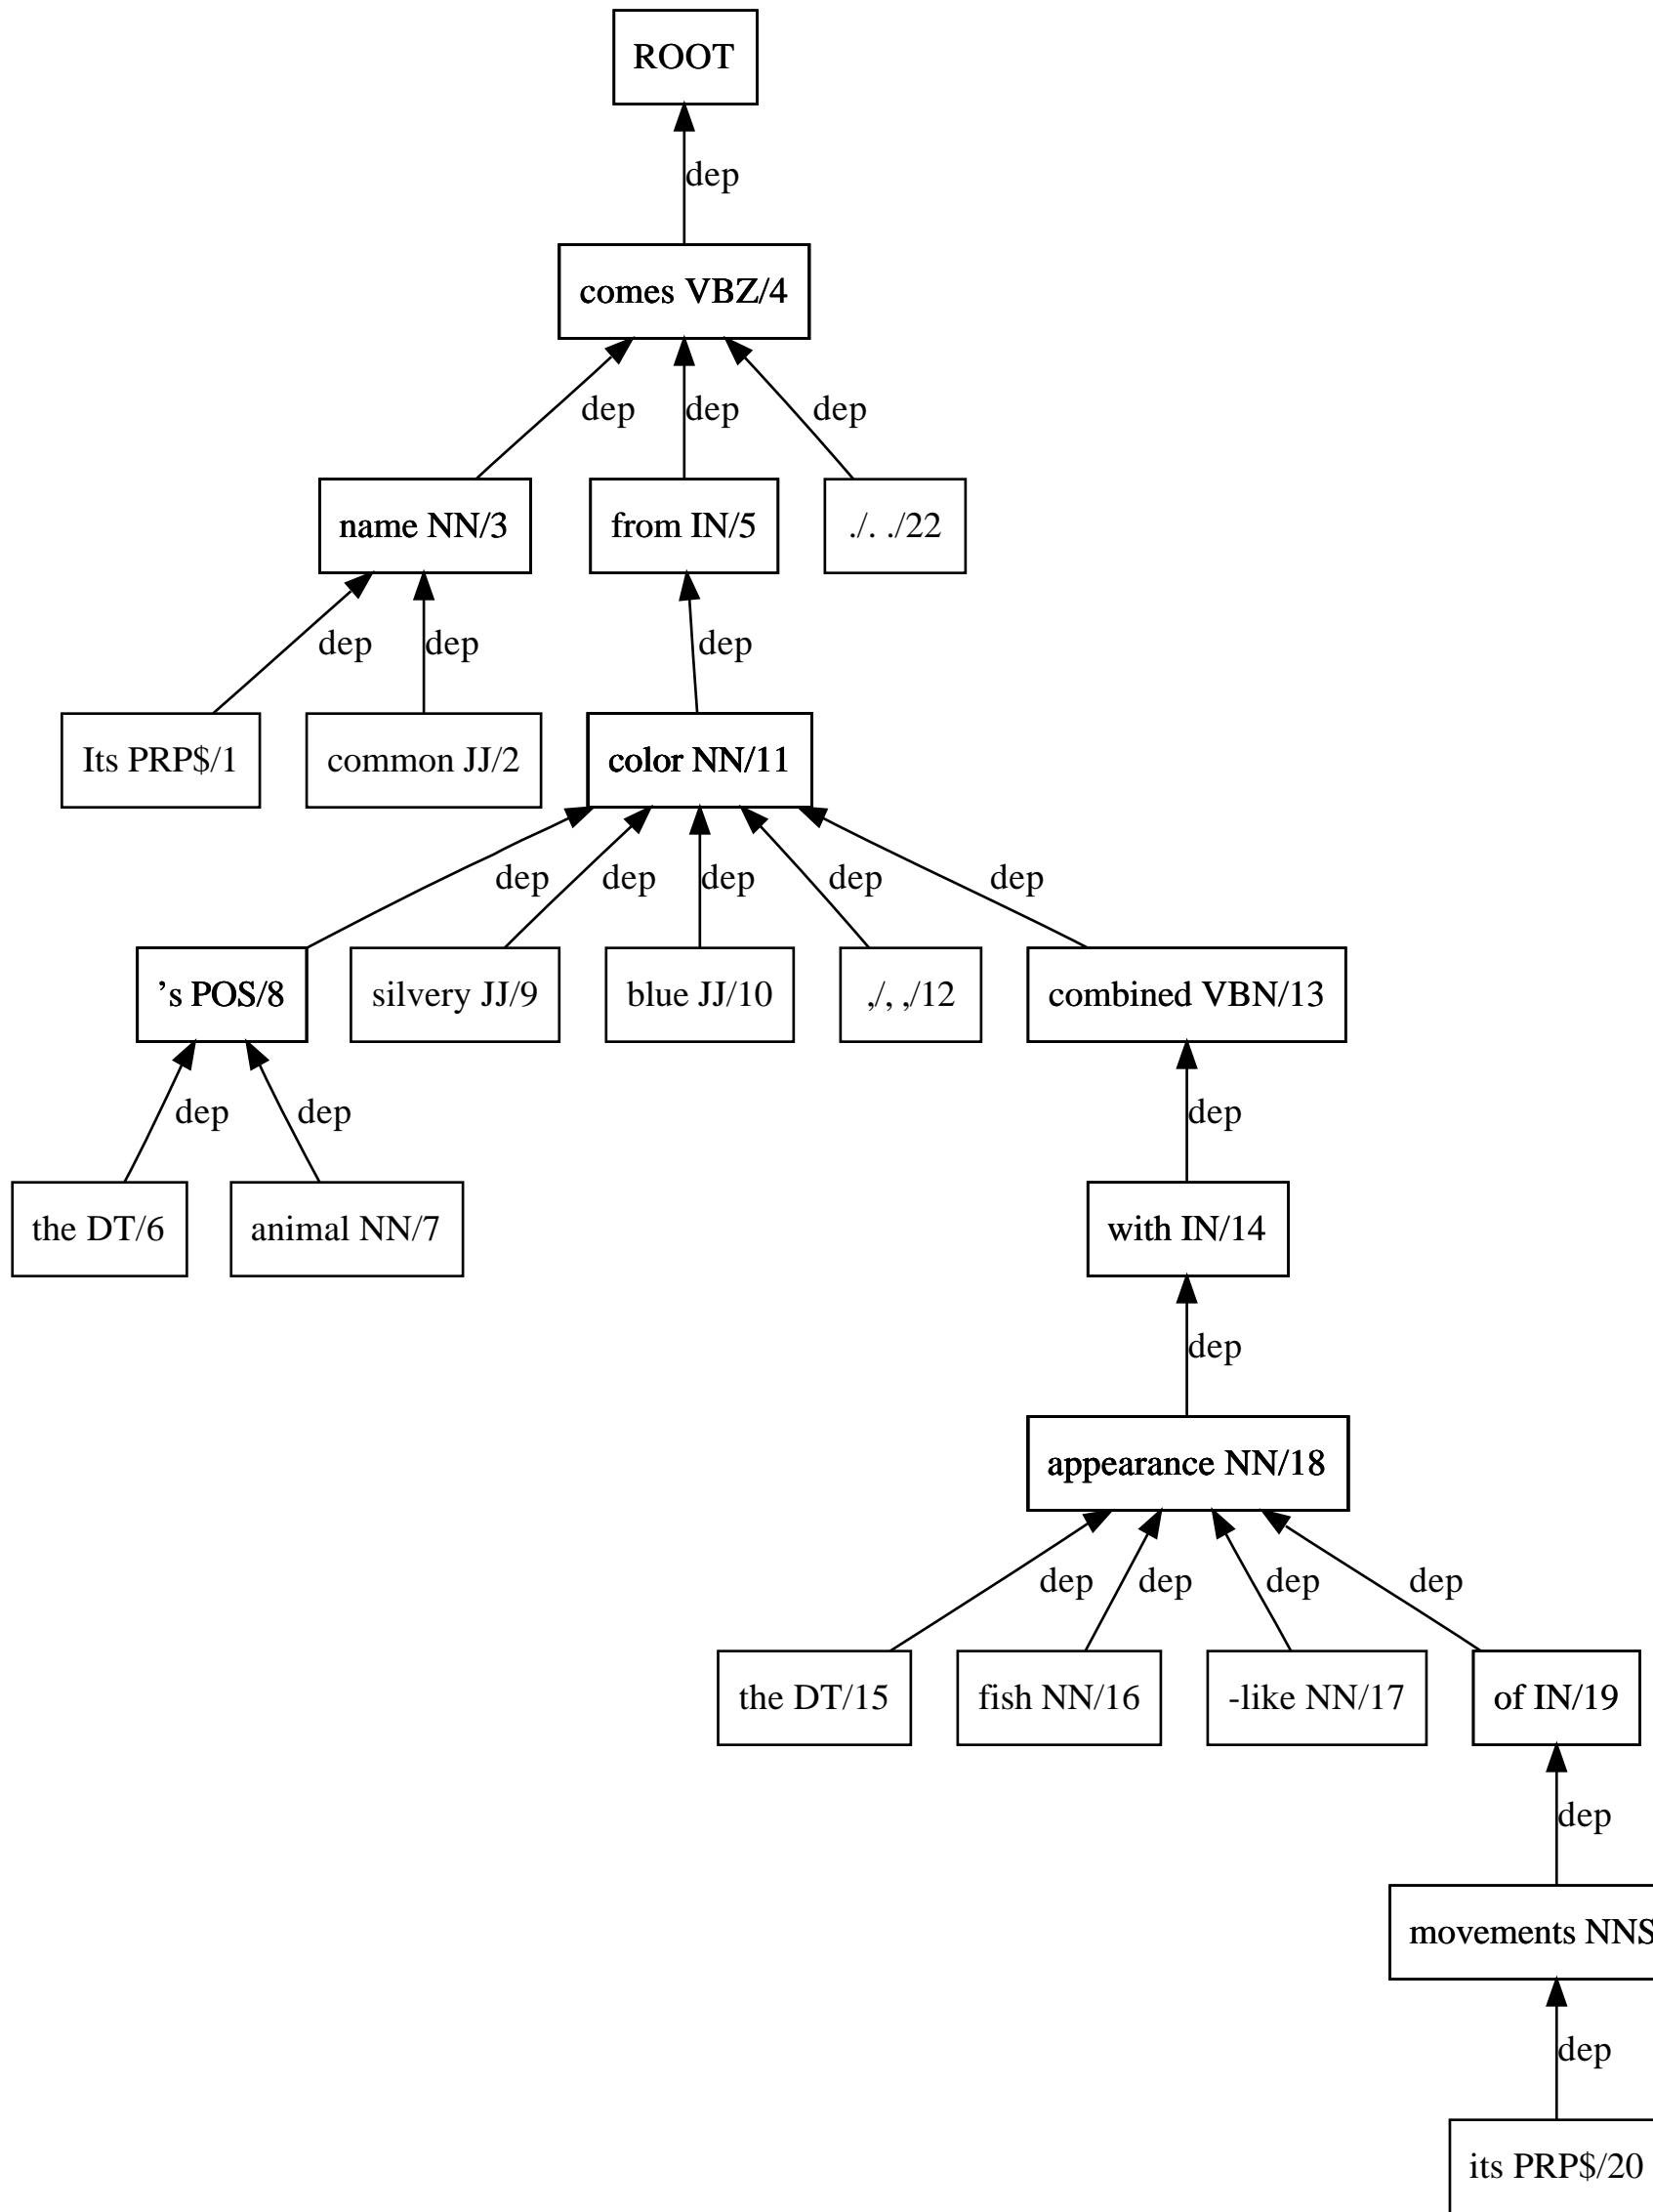 ROOT
dep
comes VBZ/4
dep dep dep
name NN/3 from IN/5 ./. ./22
dep dep dep
Its PRP$/1 common JJ/2 color NN/11
dep dep dep dep dep
’s POS/8 silvery JJ/9 blue JJ/10 ,/, ,/12 combined VBN/13
dep dep dep
the DT/6 animal NN/7 with IN/14
dep
appearance NN/18
dep dep dep dep
the DT/15 fish NN/16 -like NN/17 of IN/19
dep
movements NNS
dep
its PRP$/20